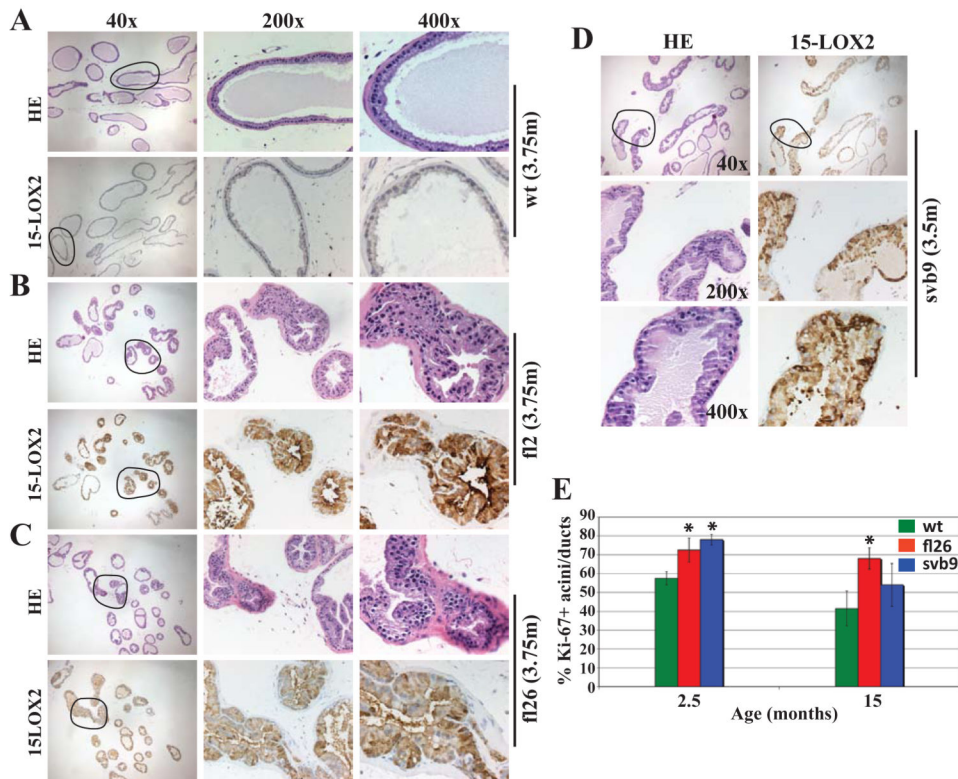 A
40x
200x
400x
HE
15-LOX2
wt (3.75m)
B
HE
15-LOX2
fl2 (3.75m)
C
HE
15LOX2
fl26 (3.75m)
D
HE
15-LOX2
40x
200x
400x
svb9 (3.5m)
E
% Ki-67+ acini/ducts
90
80
70
60
50
40
30
20
10
0
* *
*
wt
fl26
svb9
2.5
15
Age (months)